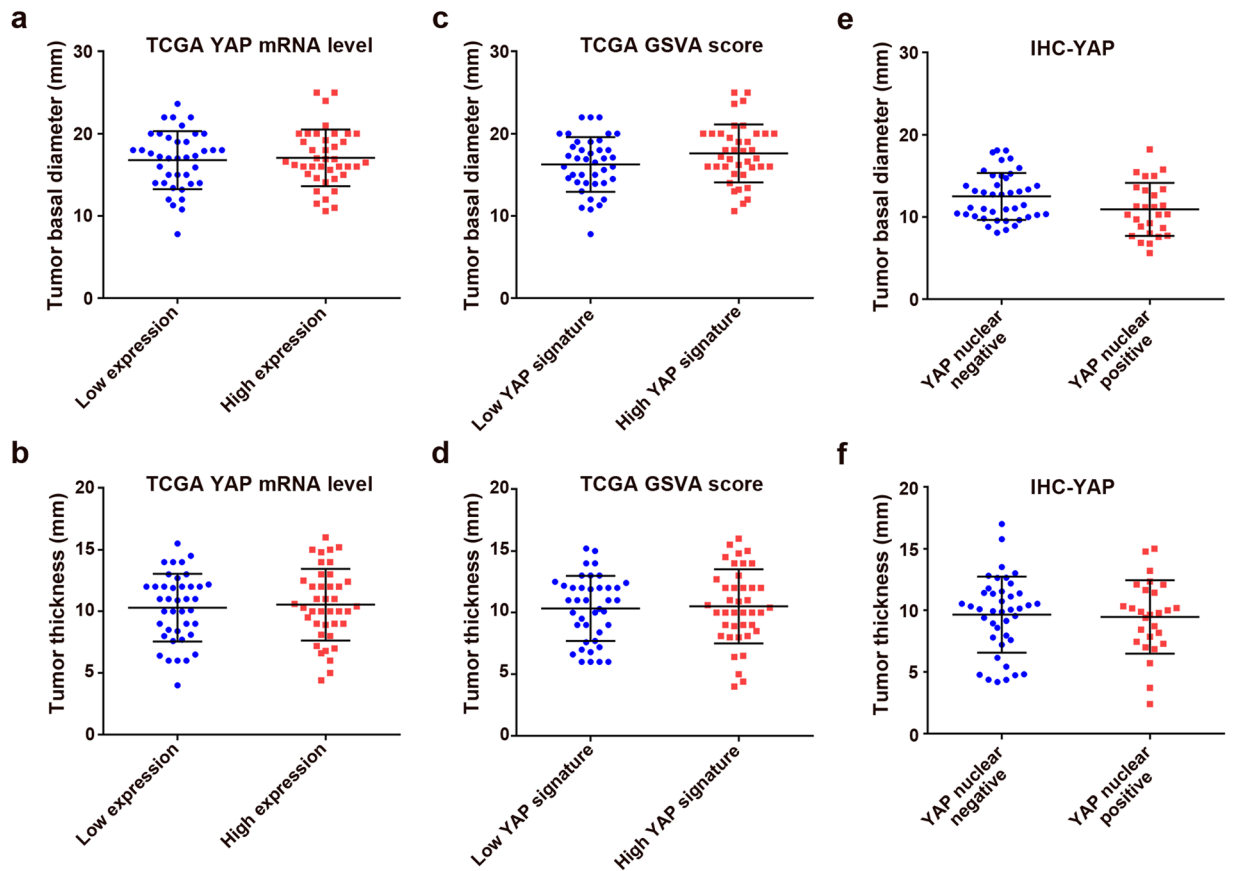 a
TCGA YAP mRNA level
Tumor basal diameter (mm)
30
20
10
0
Low expression
High expression
c
TCGA GSVA score
Tumor basal diameter (mm)
30
20
10
0
Low YAP signature
High YAP signature
e
IHC-YAP
Tumor basal diameter (mm)
30
20
10
0
YAP nuclear
negative
YAP nuclear
positive
b
TCGA YAP mRNA level
Tumor thickness (mm)
20
15
10
5
0
Low expression
High expression
d
TCGA GSVA score
Tumor thickness (mm)
20
15
10
5
0
Low YAP signature
High YAP signature
f
IHC-YAP
Tumor thickness (mm)
20
15
10
5
0
YAP nuclear
negative
YAP nuclear
positive